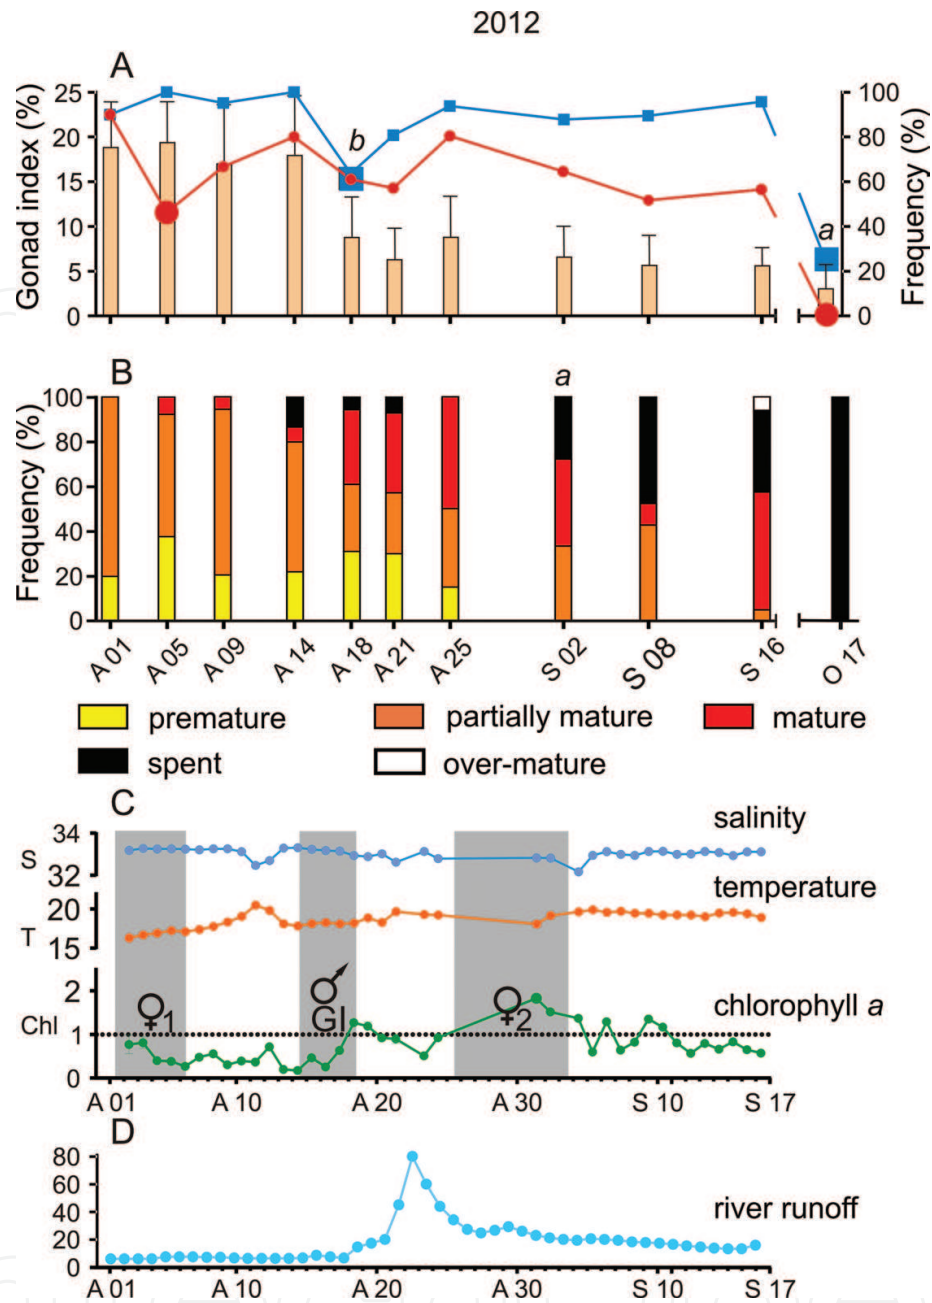 2012
A
25
20
15
10
5
0
Gonad index (%)
b
a
100
80
60
40
20
0
Frequency (%)
B
a
100
80
60
40
20
0
Frequency (%)
A 01
A 05
A 09
A 14
A 18
A 21
A 25
S 02
S 08
S 16
O 17
premature
partially mature
mature
spent
over-mature
C
34
S
32
salinity
20
T
15
temperature
2
Chl
1
0
♀1
♂
GI
♀2
chlorophyll a
A 01
A 10
A 20
A 30
S 10
S 17
D
80
60
40
20
0
river runoff
A 01
A 10
A 20
A 30
S 10
S 17